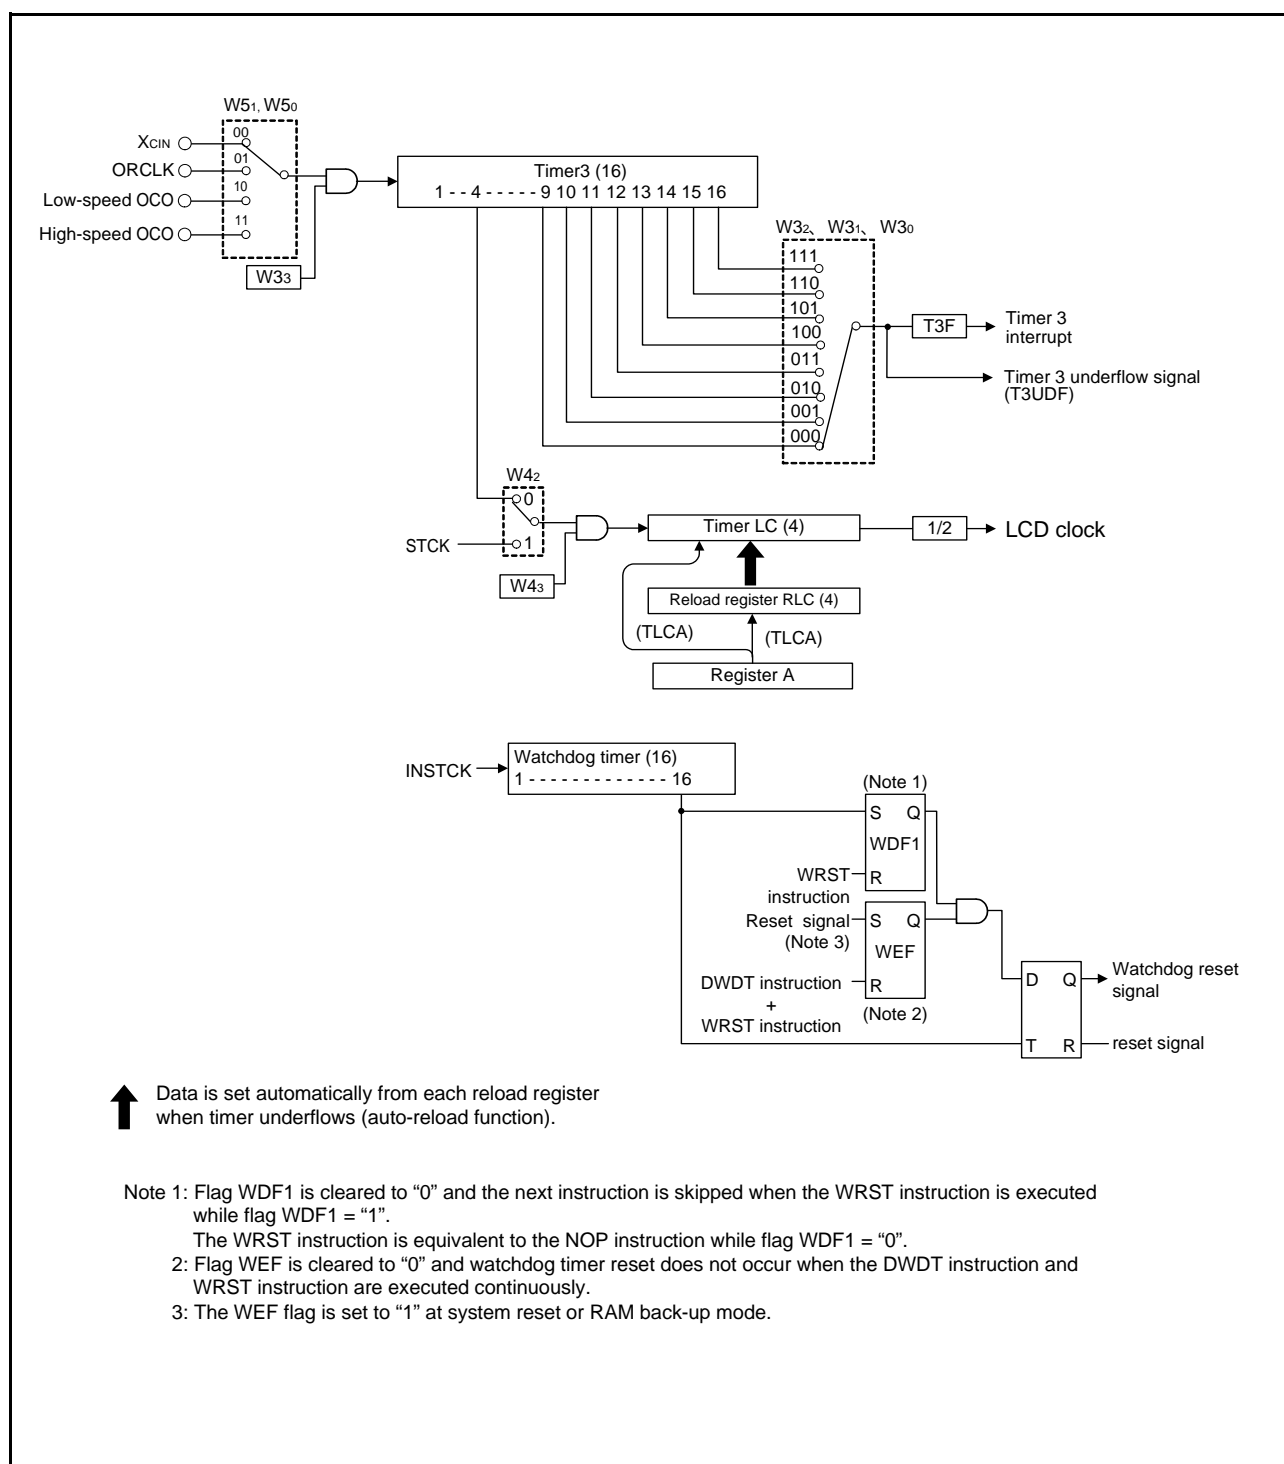 W51, W50
XCIN
00
ORCLK
01
Low-speed OCO
10
High-speed OCO
11
W33
Timer3 (16)
1 - - 4 - - - - - 9 10 11 12 13 14 15 16
W32、 W31、 W30
111
110
101
100
011
010
001
000
T3F
Timer 3
interrupt
Timer 3 underflow signal
(T3UDF)
W42
0
STCK
1
W43
Timer LC (4)
1/2
LCD clock
Reload register RLC (4)
(TLCA)
(TLCA)
Register A
INSTCK
Watchdog timer (16)
1 - - - - - - - - - - - - - 16
(Note 1)
S Q
WDF1
R
WRST
instruction
Reset signal
(Note 3)
S Q
WEF
R
DWDT instruction
+
WRST instruction
(Note 2)
D Q
T R
Watchdog reset
signal
reset signal
Data is set automatically from each reload register
when timer underflows (auto-reload function).
Note 1: Flag WDF1 is cleared to “0” and the next instruction is skipped when the WRST instruction is executed
while flag WDF1 = “1”.
The WRST instruction is equivalent to the NOP instruction while flag WDF1 = “0”.
2: Flag WEF is cleared to “0” and watchdog timer reset does not occur when the DWDT instruction and
WRST instruction are executed continuously.
3: The WEF flag is set to “1” at system reset or RAM back-up mode.